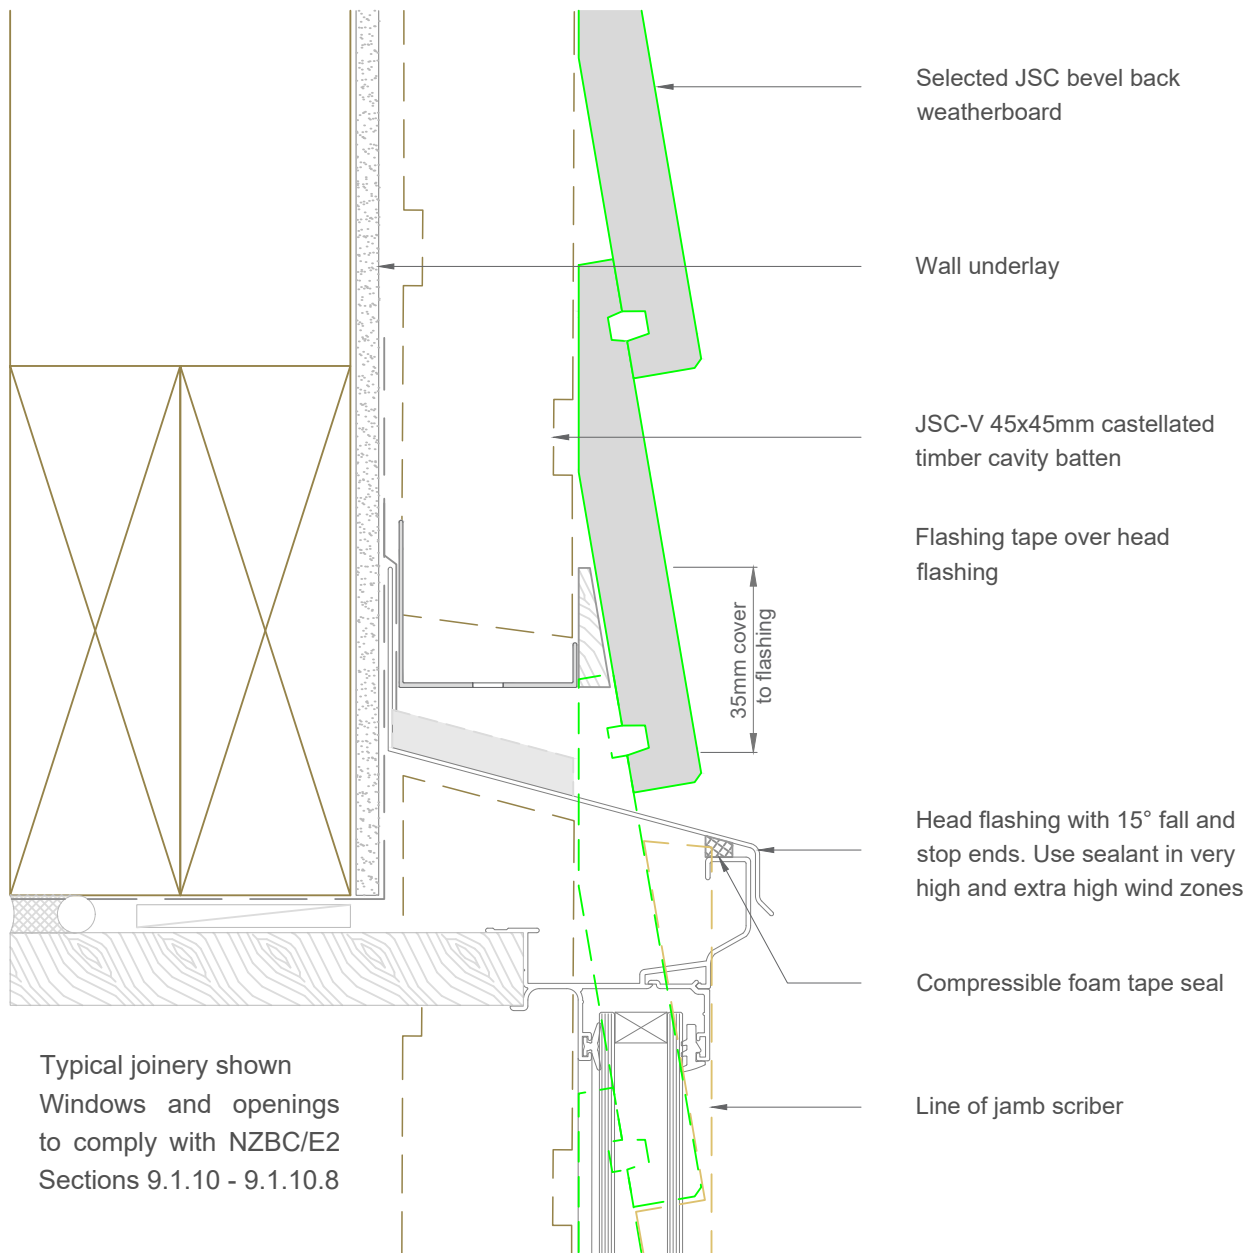 Selected JSC bevel back
weatherboard
Wall underlay
JSC-V 45x45mm castellated
timber cavity batten
Flashing tape over head
flashing
35mm cover
to flashing
Head flashing with 15° fall and
stop ends. Use sealant in very
high and extra high wind zones
Compressible foam tape seal
Line of jamb scriber
Typical joinery shown
Windows and openings
to comply with NZBC/E2
Sections 9.1.10 - 9.1.10.8